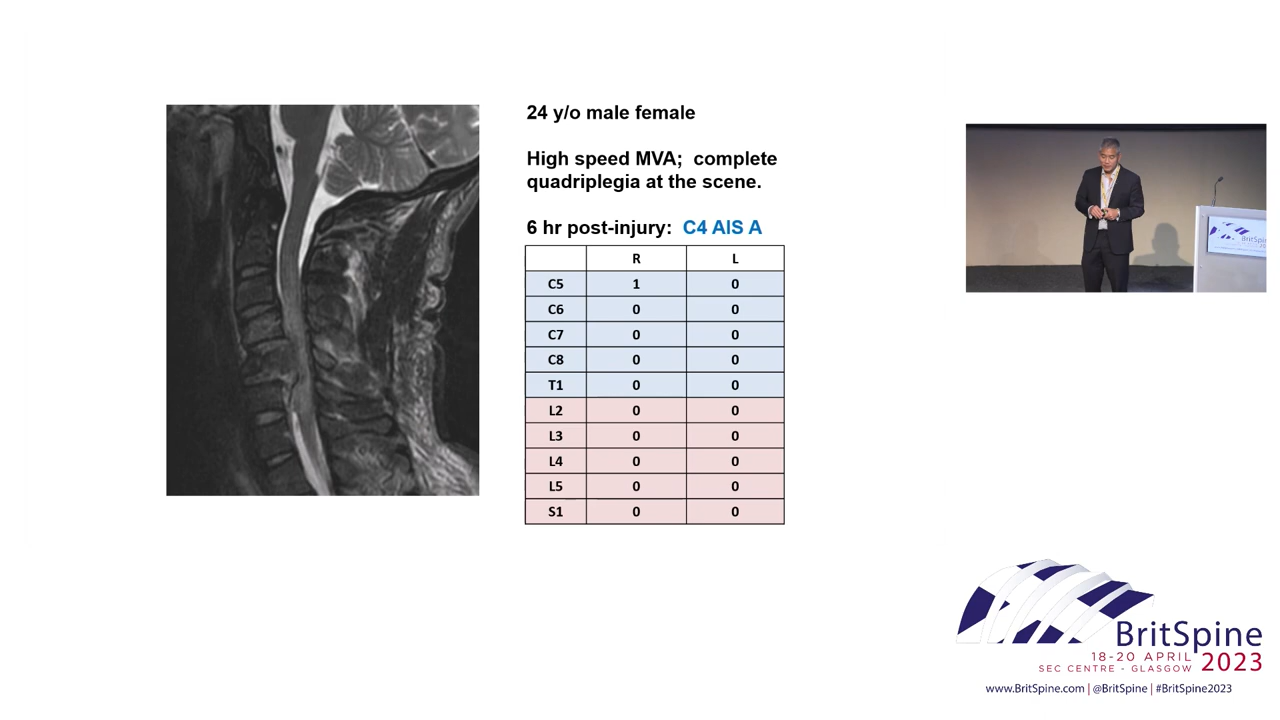 24 y/o male female
High speed MVA;  complete
quadriplegia at the scene.
6 hr post-injury:  C4 AIS A
R L
C5 1 0
C6 0 0
C7 0 0
C8 0 0
T1 0 0
L2 0 0
L3 0 0
L4 0 0
L5 0 0
S1 0 0
BritSpine
18-20 APRIL 2023
SEC CENTRE - GLASGOW
www.BritSpine.com | @BritSpine | #BritSpine2023